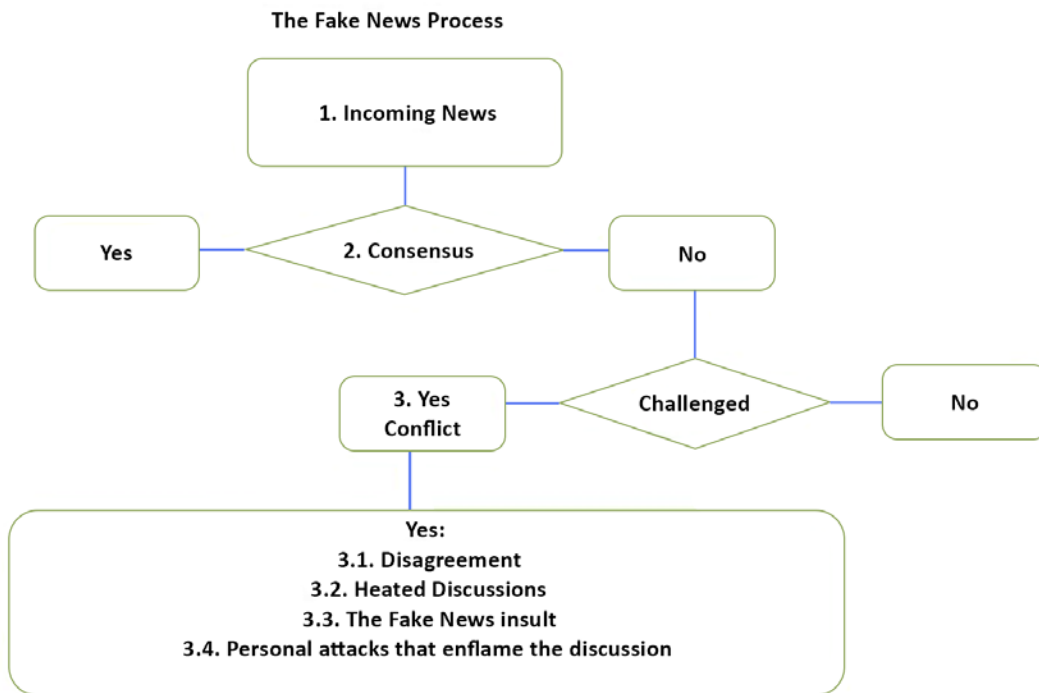 The Fake News Process
1. Incoming News
Yes
2. Consensus
No
3. Yes
Conflict
Challenged
No
Yes:
3.1. Disagreement
3.2. Heated Discussions
3.3. The Fake News insult
3.4. Personal attacks that enflame the discussion